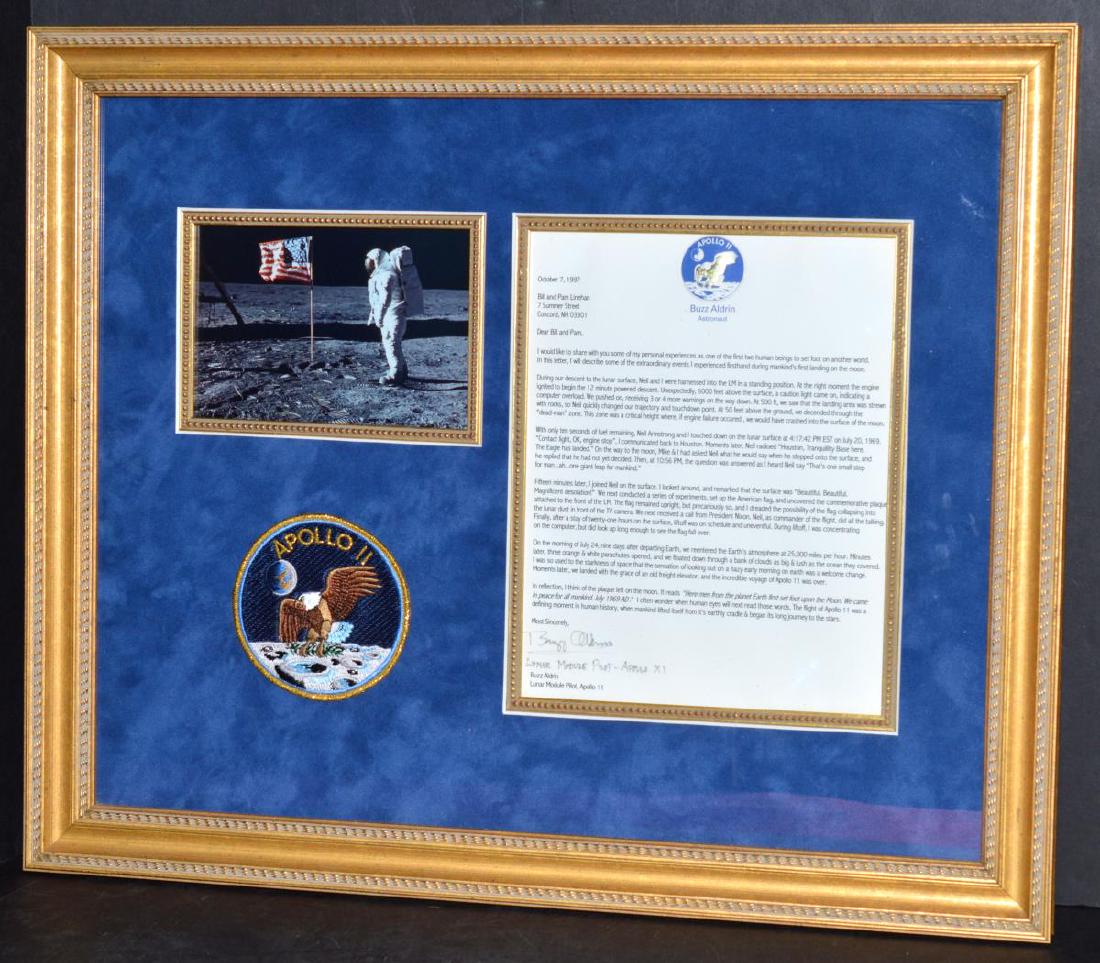 APOLLO 11
Buzz Aldrin
Astronaut
October 7, 1997
Bill and Pam Linehan
7 Sumner Street
Concord, NH 03301
Dear Bill and Pam,
I would like to share with you some of my personal experiences as one of the first two human beings to set foot on another world.
In this letter, I will describe some of the extraordinary events I experienced firsthand during mankind's first landing on the moon.
During our descent to the lunar surface, Neil and I were harnessed into the LM in a standing position. At the right moment the engine
ignited to begin the 12 minute powered descent. Unexpectedly, 5000 feet above the surface, a caution light came on, indicating a
computer overload. We pushed on, receiving 3 or 4 more warnings on the way down. At 500 ft, we saw that the landing area was strewn
with rocks, so Neil quickly changed our trajectory and touchdown point. At 50 feet above the ground, we decended through the
"dead-man" zone. This zone was a critical height where, if engine failure occured, we would have crashed into the surface of the moon.
With only ten seconds of fuel remaining, Neil Armstrong and I touched down on the lunar surface at 4:17:42 PM EST on July 20, 1969.
"Contact light, OK, engine stop", I communicated back to Houston. Moments later, Neil radioed "Houston, Tranquility Base here.
The Eagle has landed." On the way to the moon, Mike & I had asked Neil what he would say when he stepped onto the surface, and
he replied that he had not yet decided. Then, at 10:56 PM, the question was answered as I heard Neil say "That's one small step
for man...ah...one giant leap for mankind."
Fifteen minutes later, I joined Neil on the surface. I looked around, and remarked that the surface was "Beautiful. Beautiful.
Magnificent desolation!" We next conducted a series of experiments, set up the American flag, and uncovered the commemorative plaque
attached to the front of the LM. The flag remained upright, but precariously so, and I dreaded the possibility of the flag collapsing into
the lunar dust in front of the TV camera. We next received a call from President Nixon. Neil, as commander of the flight, did all the talking.
Finally, after a stay of twenty-one hours on the surface, liftoff was on schedule and uneventful. During liftoff, I was concentrating
on the computer, but did look up long enough to see the flag fall over.
On the morning of July 24, nine days after departing Earth, we reentered the Earth's atmosphere at 25,300 miles per hour. Minutes
later, three orange & white parachutes opened, and we floated down through a bank of clouds as big & lush as the ocean they covered.
I was so used to the starkness of space that the sensation of looking out on a hazy early morning on earth was a welcome change.
Moments later, we landed with the grace of an old freight elevator, and the incredible voyage of Apollo 11 was over.
In reflection, I think of the plaque left on the moon. It reads "Here men from the planet Earth first set foot upon the Moon. We came
in peace for all mankind. July 1969 AD." I often wonder when human eyes will next read those words. The flight of Apollo 11 was a
defining moment in human history, when mankind lifted itself from it's earthly cradle & began its long journey to the stars.
Most Sincerely,
Buzz Aldrin
LUNAR MODULE PILOT - APOLLO XI
Buzz Aldrin
Lunar Module Pilot, Apollo 11
APOLLO 11